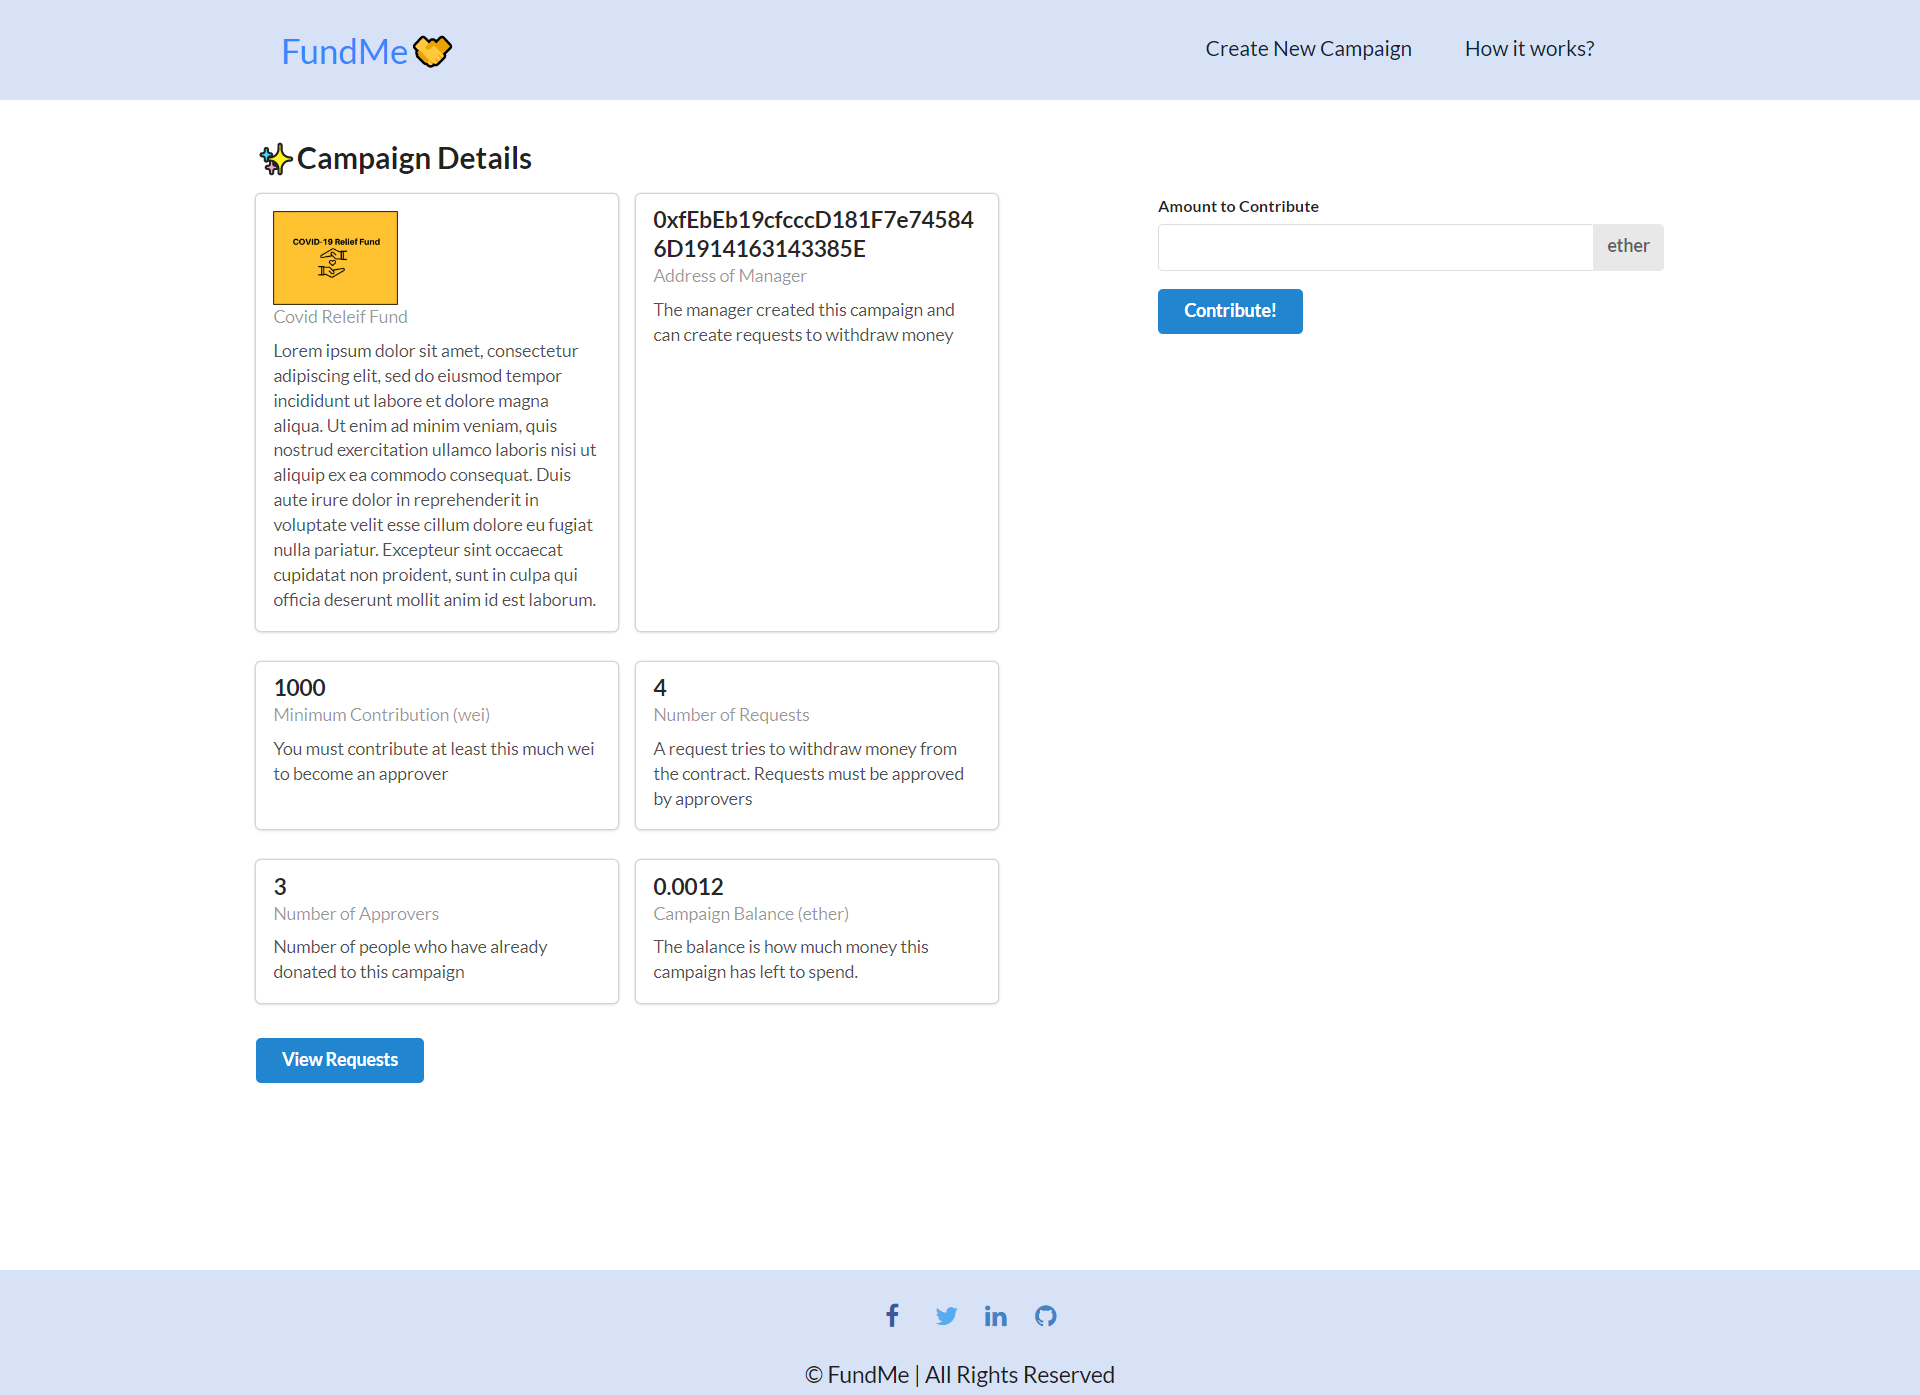 FundMe
Create New Campaign
How it works?
Campaign Details
COVID-19 Relief Fund
Covid Releif Fund
Lorem ipsum dolor sit amet, consectetur
adipiscing elit, sed do eiusmod tempor
incididunt ut labore et dolore magna
aliqua. Ut enim ad minim veniam, quis
nostrud exercitation ullamco laboris nisi ut
aliquip ex ea commodo consequat. Duis
aute irure dolor in reprehenderit in
voluptate velit esse cillum dolore eu fugiat
nulla pariatur. Excepteur sint occaecat
cupidatat non proident, sunt in culpa qui
officia deserunt mollit anim id est laborum.
0xfEbEb19cfcccD181F7e74584
6D1914163143385E
Address of Manager
The manager created this campaign and
can create requests to withdraw money
1000
Minimum Contribution (wei)
You must contribute at least this much wei
to become an approver
4
Number of Requests
A request tries to withdraw money from
the contract. Requests must be approved
by approvers
3
Number of Approvers
Number of people who have already
donated to this campaign
0.0012
Campaign Balance (ether)
The balance is how much money this
campaign has left to spend.
View Requests
Amount to Contribute
ether
Contribute!
© FundMe | All Rights Reserved